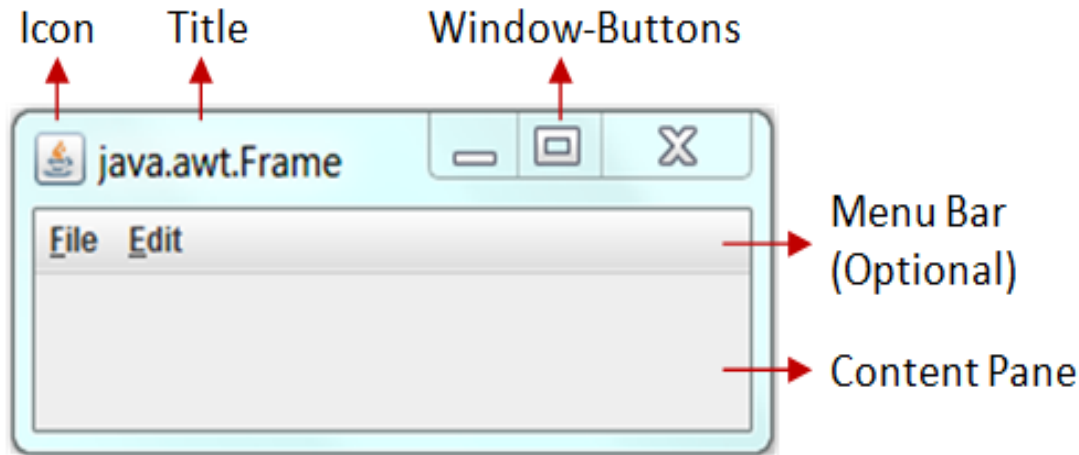 Icon Title Window-Buttons
java.awt.Frame
File Edit
Menu Bar
(Optional)
Content Pane